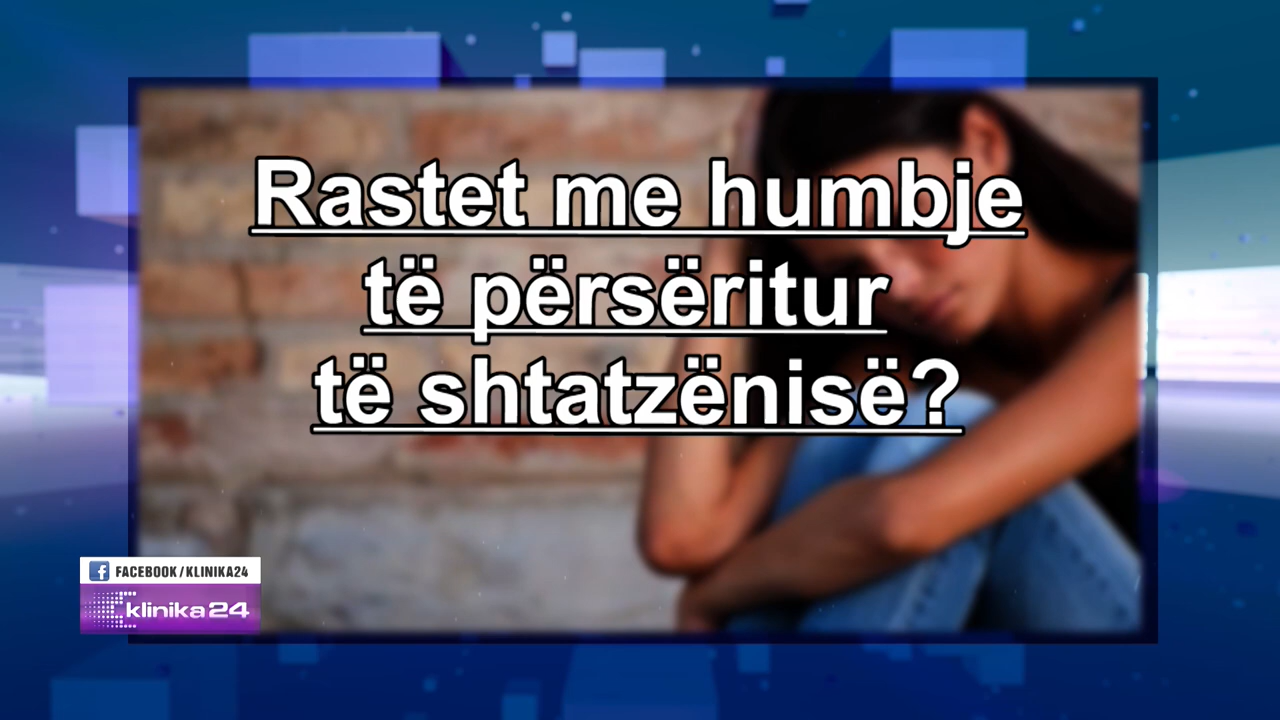 Rastet me humbje
të përsëritur
të shtatzënisë?
FACEBOOK/KLINIKA24
klinika24